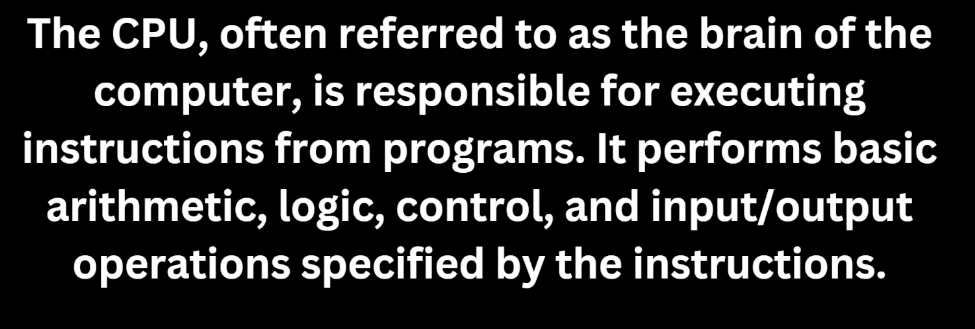 The CPU, often referred to as the brain of the
computer, is responsible for executing
instructions from programs. It performs basic
arithmetic, logic, control, and input/output
operations specified by the instructions.